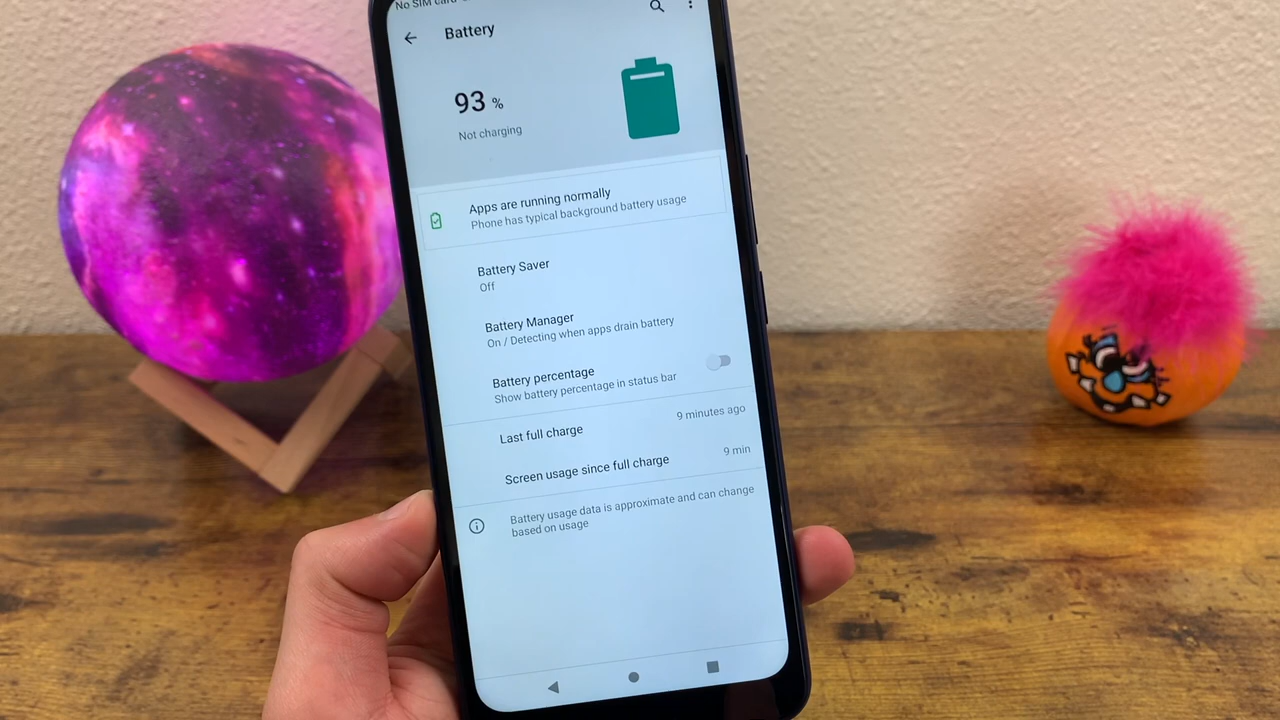 No SIM card
Battery
93 %
Not charging
Apps are running normally
Phone has typical background battery usage
Battery Saver
Off
Battery Manager
On / Detecting when apps drain battery
Battery percentage
Show battery percentage in status bar
Last full charge
9 minutes ago
Screen usage since full charge
9 min
Battery usage data is approximate and can change
based on usage